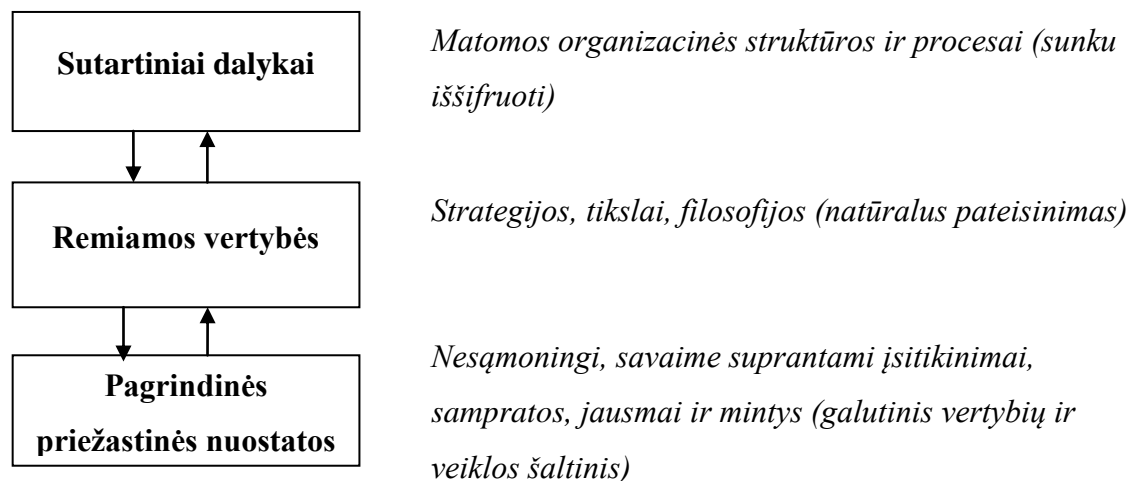 Sutartiniai dalykai
Matomos organizacinės struktūros ir procesai (sunku
iššifruoti)
Remiamos vertybės
Strategijos, tikslai, filosofijos (natūralus pateisinimas)
Pagrindinės
priežastinės nuostatos
Nesąmoningi, savaime suprantami įsitikinimai,
sampratos, jausmai ir mintys (galutinis vertybių ir
veiklos šaltinis)